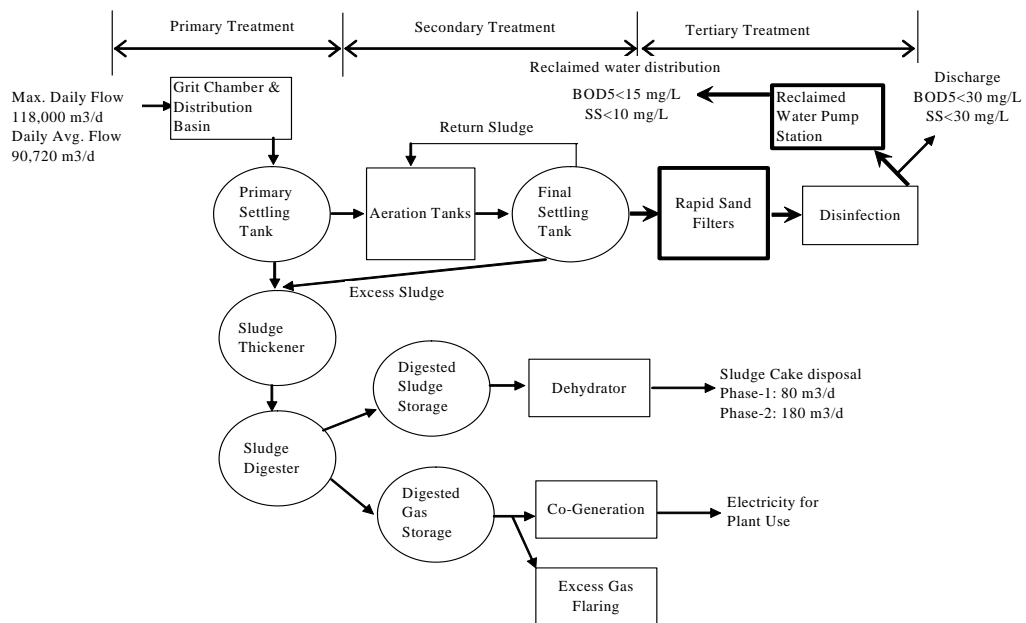 Primary Treatment
Secondary Treatment
Tertiary Treatment
Max. Daily Flow
118,000 m3/d
Daily Avg. Flow
90,720 m3/d
Grit Chamber &
Distribution
Basin
Reclaimed water distribution
BOD5<15 mg/L
SS<10 mg/L
Reclaimed
Water Pump
Station
Discharge
BOD5<30 mg/L
SS<30 mg/L
Return Sludge
Primary
Settling
Tank
Aeration Tanks
Final
Settling
Tank
Rapid Sand
Filters
Disinfection
Excess Sludge
Sludge
Thickener
Digested
Sludge
Storage
Dehydrator
Sludge Cake disposal
Phase-1: 80 m3/d
Phase-2: 180 m3/d
Sludge
Digester
Digested
Gas
Storage
Co-Generation
Electricity for
Plant Use
Excess Gas
Flaring